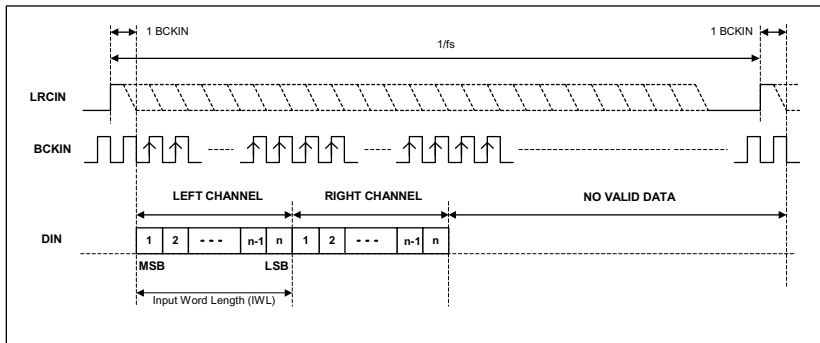 1 BCKIN
1 BCKIN
1/fs
LRCIN
BCKIN
LEFT CHANNEL
RIGHT CHANNEL
NO VALID DATA
DIN
1 2 --- n-1 n 1 2 --- n-1 n
MSB
LSB
Input Word Length (IWL)